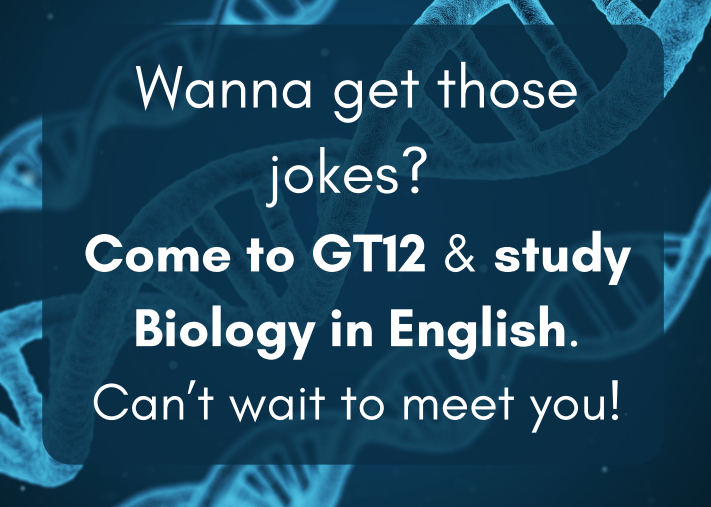 Wanna get those
jokes?
Come to GT12 & study
Biology in English.
Can't wait to meet you!